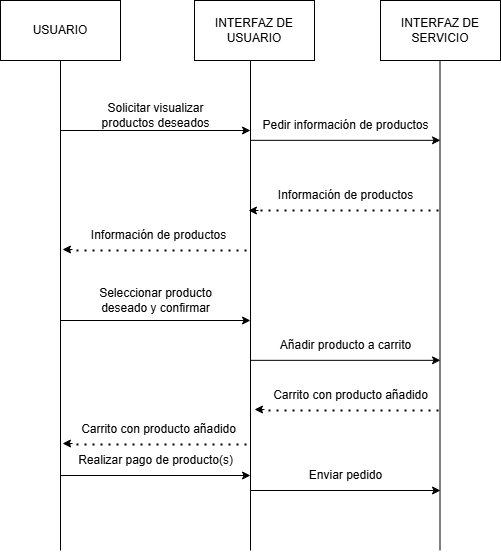 USUARIO
INTERFAZ DE
USUARIO
INTERFAZ DE
SERVICIO
Solicitar visualizar
productos deseados
Pedir información de productos
Información de productos
Información de productos
Seleccionar producto
deseado y confirmar
Añadir producto a carrito
Carrito con producto añadido
Carrito con producto añadido
Realizar pago de producto(s)
Enviar pedido